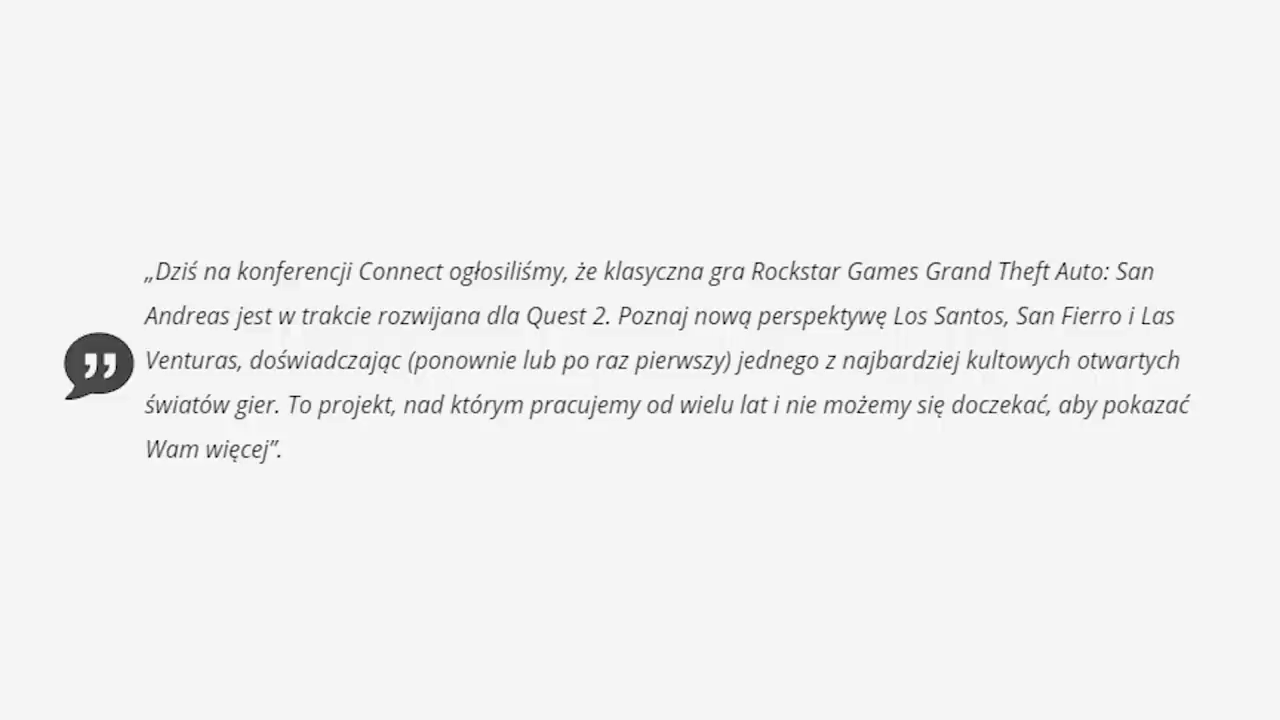 „Dziś na konferencji Connect ogłosiliśmy, że klasyczna gra Rockstar Games Grand Theft Auto: San
Andreas jest w trakcie rozwijana dla Quest 2. Poznaj nową perspektywę Los Santos, San Fierro i Las
Venturas, doświadczając (ponownie lub po raz pierwszy) jednego z najbardziej kultowych otwartych
światów gier. To projekt, nad którym pracujemy od wielu lat i nie możemy się doczekać, aby pokazać
Wam więcej”.